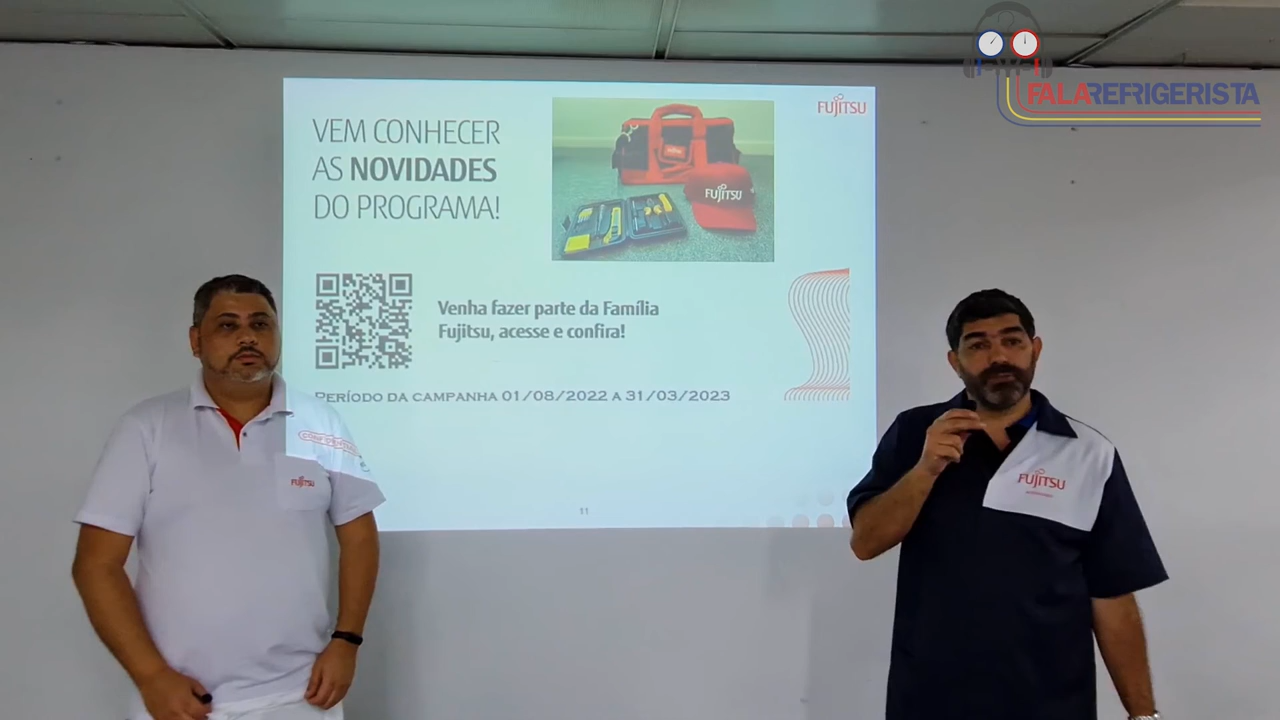 FALAREFRIGERISTA
FUJITSU
VEM CONHECER
AS NOVIDADES
DO PROGRAMA!
FUJITSU
Venha fazer parte da Família
Fujitsu, acesse e confira!
PERÍODO DA CAMPANHA 01/08/2022 A 31/03/2023
11
FUJITSU
FUJITSU